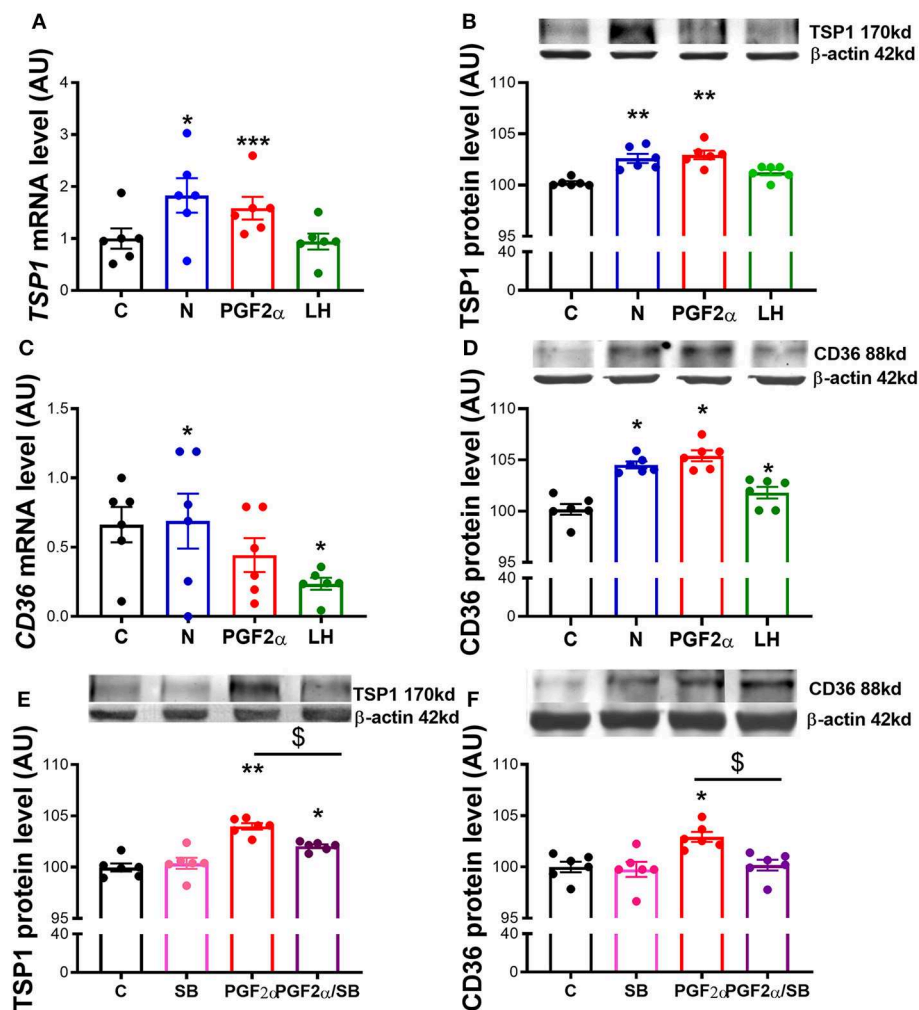 A
TSP1 mRNA level (AU)
4
3
2
1
0
*
***
C N PGF2α LH
B
TSP1 170kd
β-actin 42kd
TSP1 protein level (AU)
110
105
100
95
40
0
**
**
C N PGF2α LH
C
CD36 mRNA level (AU)
1.5
1.0
0.5
0.0
*
*
C N PGF2α LH
D
CD36 88kd
β-actin 42kd
CD36 protein level (AU)
110
105
100
95
40
0
*
*
*
C N PGF2α LH
E
TSP1 170kd
β-actin 42kd
TSP1 protein level (AU)
110
105
100
95
40
0
$
**
*
C SB PGF2α PGF2α/SB
F
CD36 88kd
β-actin 42kd
CD36 protein level (AU)
110
105
100
95
40
0
$
*
C SB PGF2α PGF2α/SB